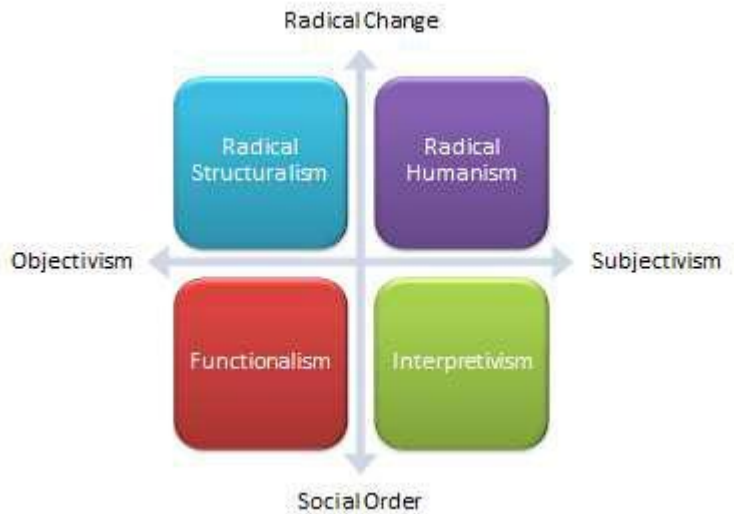 Radical Change
Radical
Structuralism
Radical
Humanism
Objectivism
Subjectivism
Functionalism
Interpretivism
Social Order